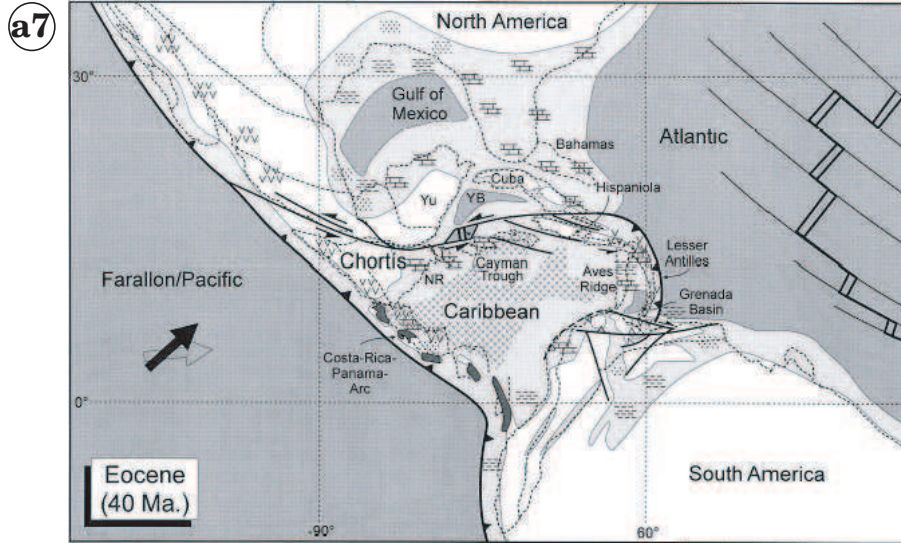 a7
North America
30°
Gulf of
Mexico
Atlantic
Bahamas
Cuba
Hispaniola
Yu
YB
Chortís
Lesser
Antilles
Cayman
Trough
Aves
Ridge
NR
Farallon/Pacific
Grenada
Basin
Caribbean
Costa-Rica-
Panama-
Arc
0°
Eocene
(40 Ma.)
South America
-90°
60°